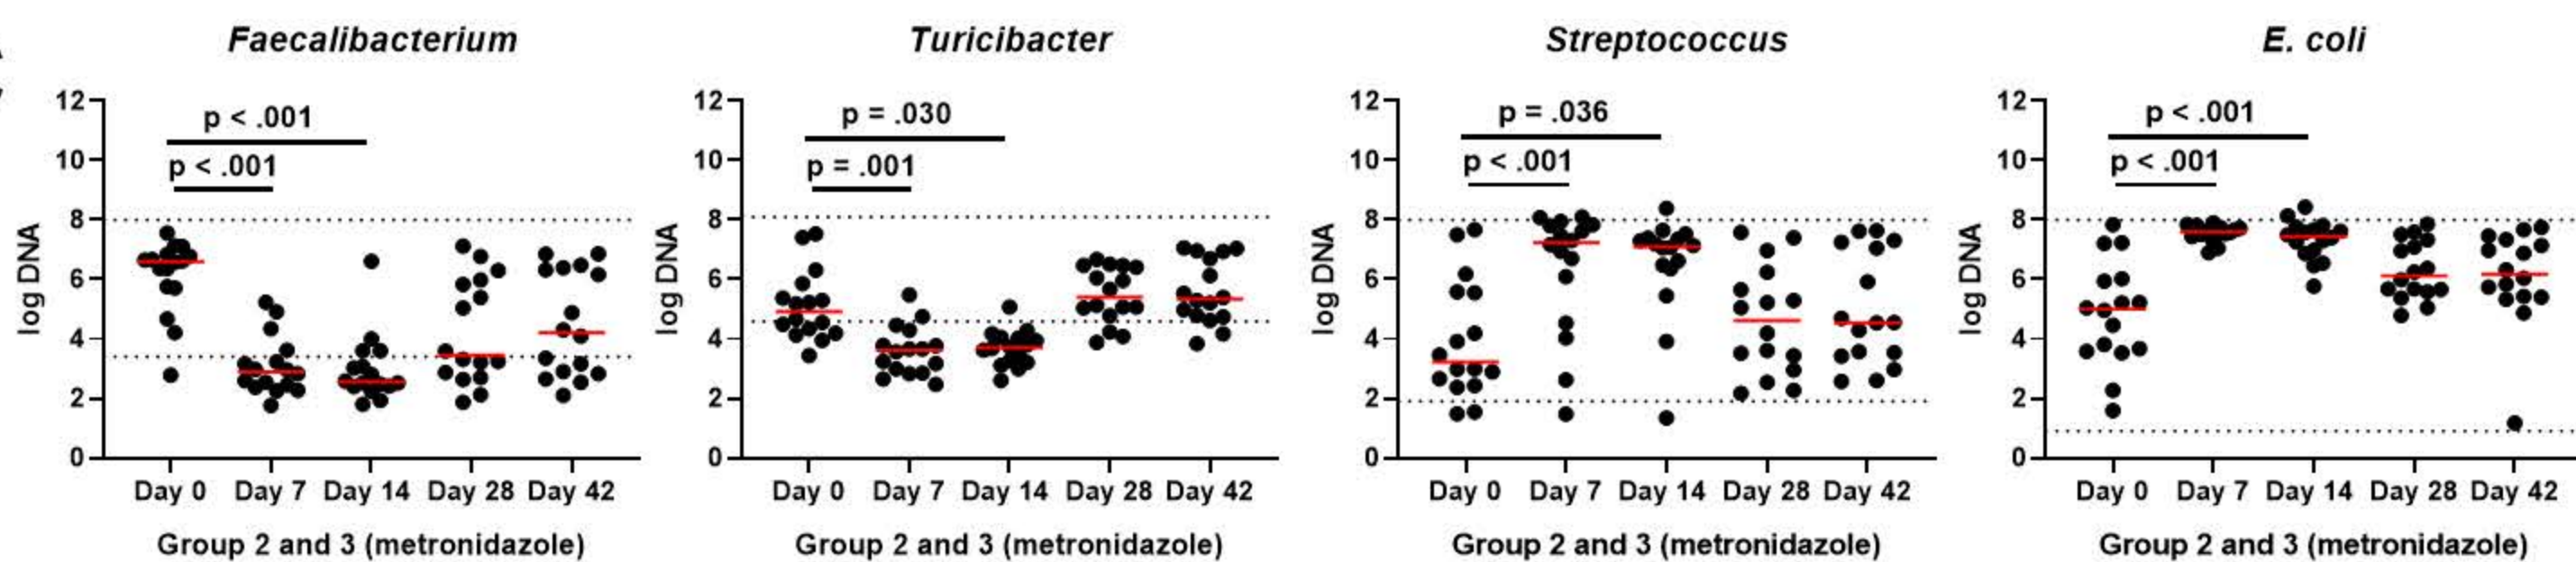 Faecalibacterium
12
10
8
6
4
2
0
log DNA
p < .001
p < .001
Day 0 Day 7 Day 14 Day 28 Day 42
Group 2 and 3 (metronidazole)
Turicibacter
12
10
8
6
4
2
0
log DNA
p = .030
p = .001
Day 0 Day 7 Day 14 Day 28 Day 42
Group 2 and 3 (metronidazole)
Streptococcus
12
10
8
6
4
2
0
log DNA
p = .036
p < .001
Day 0 Day 7 Day 14 Day 28 Day 42
Group 2 and 3 (metronidazole)
E. coli
12
10
8
6
4
2
0
log DNA
p < .001
p < .001
Day 0 Day 7 Day 14 Day 28 Day 42
Group 2 and 3 (metronidazole)